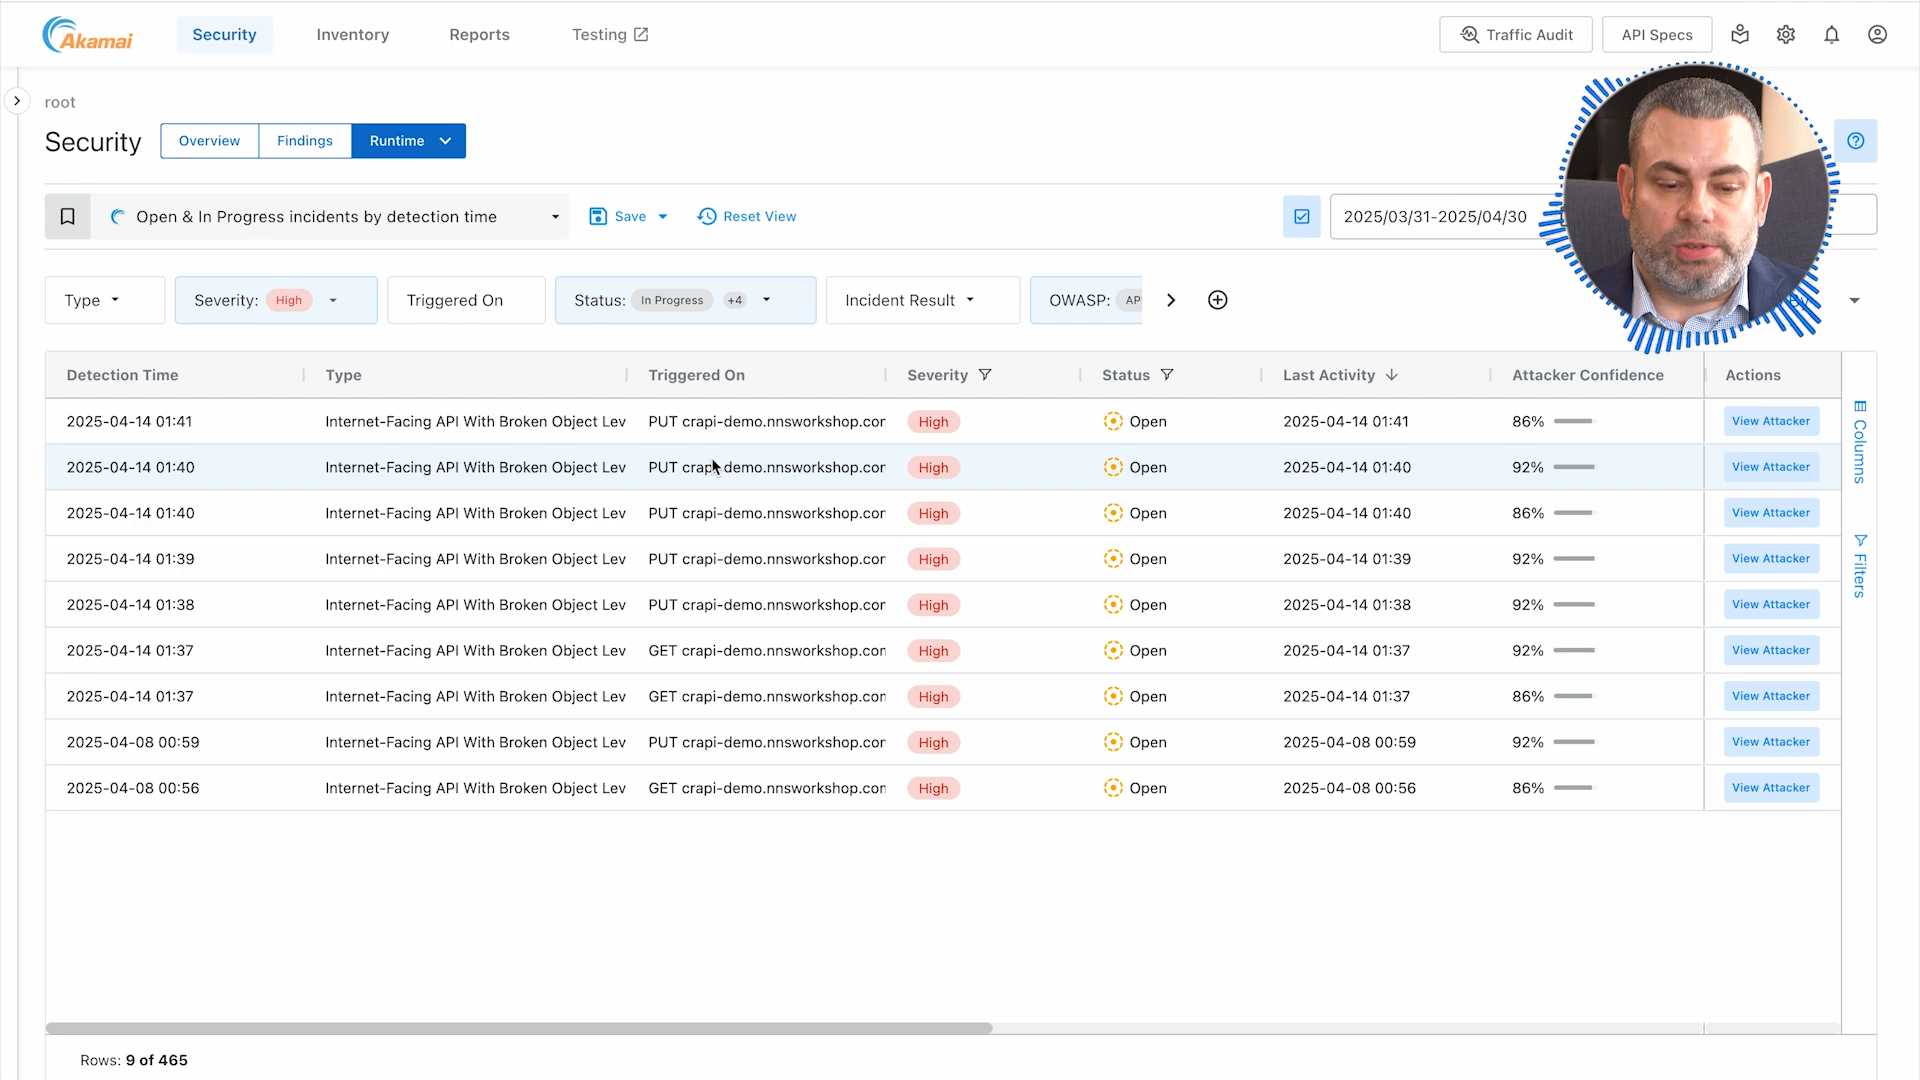 Akamai
Security
Inventory
Reports
Testing
Traffic Audit
API Specs
root
Security
Overview
Findings
Runtime
Open & In Progress incidents by detection time
Save
Reset View
2025/03/31-2025/04/30
Type
Severity: High
Triggered On
Status: In Progress +4
Incident Result
OWASP: AP
Detection Time Type Triggered On Severity Status Last Activity Attacker Confidence Actions
2025-04-14 01:41 Internet-Facing API With Broken Object Lev PUT crapi-demo.nnsworkshop.cor High Open 2025-04-14 01:41 86% View Attacker
2025-04-14 01:40 Internet-Facing API With Broken Object Lev PUT crapi-demo.nnsworkshop.cor High Open 2025-04-14 01:40 92% View Attacker
2025-04-14 01:40 Internet-Facing API With Broken Object Lev PUT crapi-demo.nnsworkshop.cor High Open 2025-04-14 01:40 86% View Attacker
2025-04-14 01:39 Internet-Facing API With Broken Object Lev PUT crapi-demo.nnsworkshop.cor High Open 2025-04-14 01:39 92% View Attacker
2025-04-14 01:38 Internet-Facing API With Broken Object Lev PUT crapi-demo.nnsworkshop.cor High Open 2025-04-14 01:38 92% View Attacker
2025-04-14 01:37 Internet-Facing API With Broken Object Lev GET crapi-demo.nnsworkshop.cor High Open 2025-04-14 01:37 92% View Attacker
2025-04-14 01:37 Internet-Facing API With Broken Object Lev GET crapi-demo.nnsworkshop.cor High Open 2025-04-14 01:37 86% View Attacker
2025-04-08 00:59 Internet-Facing API With Broken Object Lev PUT crapi-demo.nnsworkshop.cor High Open 2025-04-08 00:59 92% View Attacker
2025-04-08 00:56 Internet-Facing API With Broken Object Lev GET crapi-demo.nnsworkshop.cor High Open 2025-04-08 00:56 86% View Attacker
Columns
Filters
Rows: 9 of 465